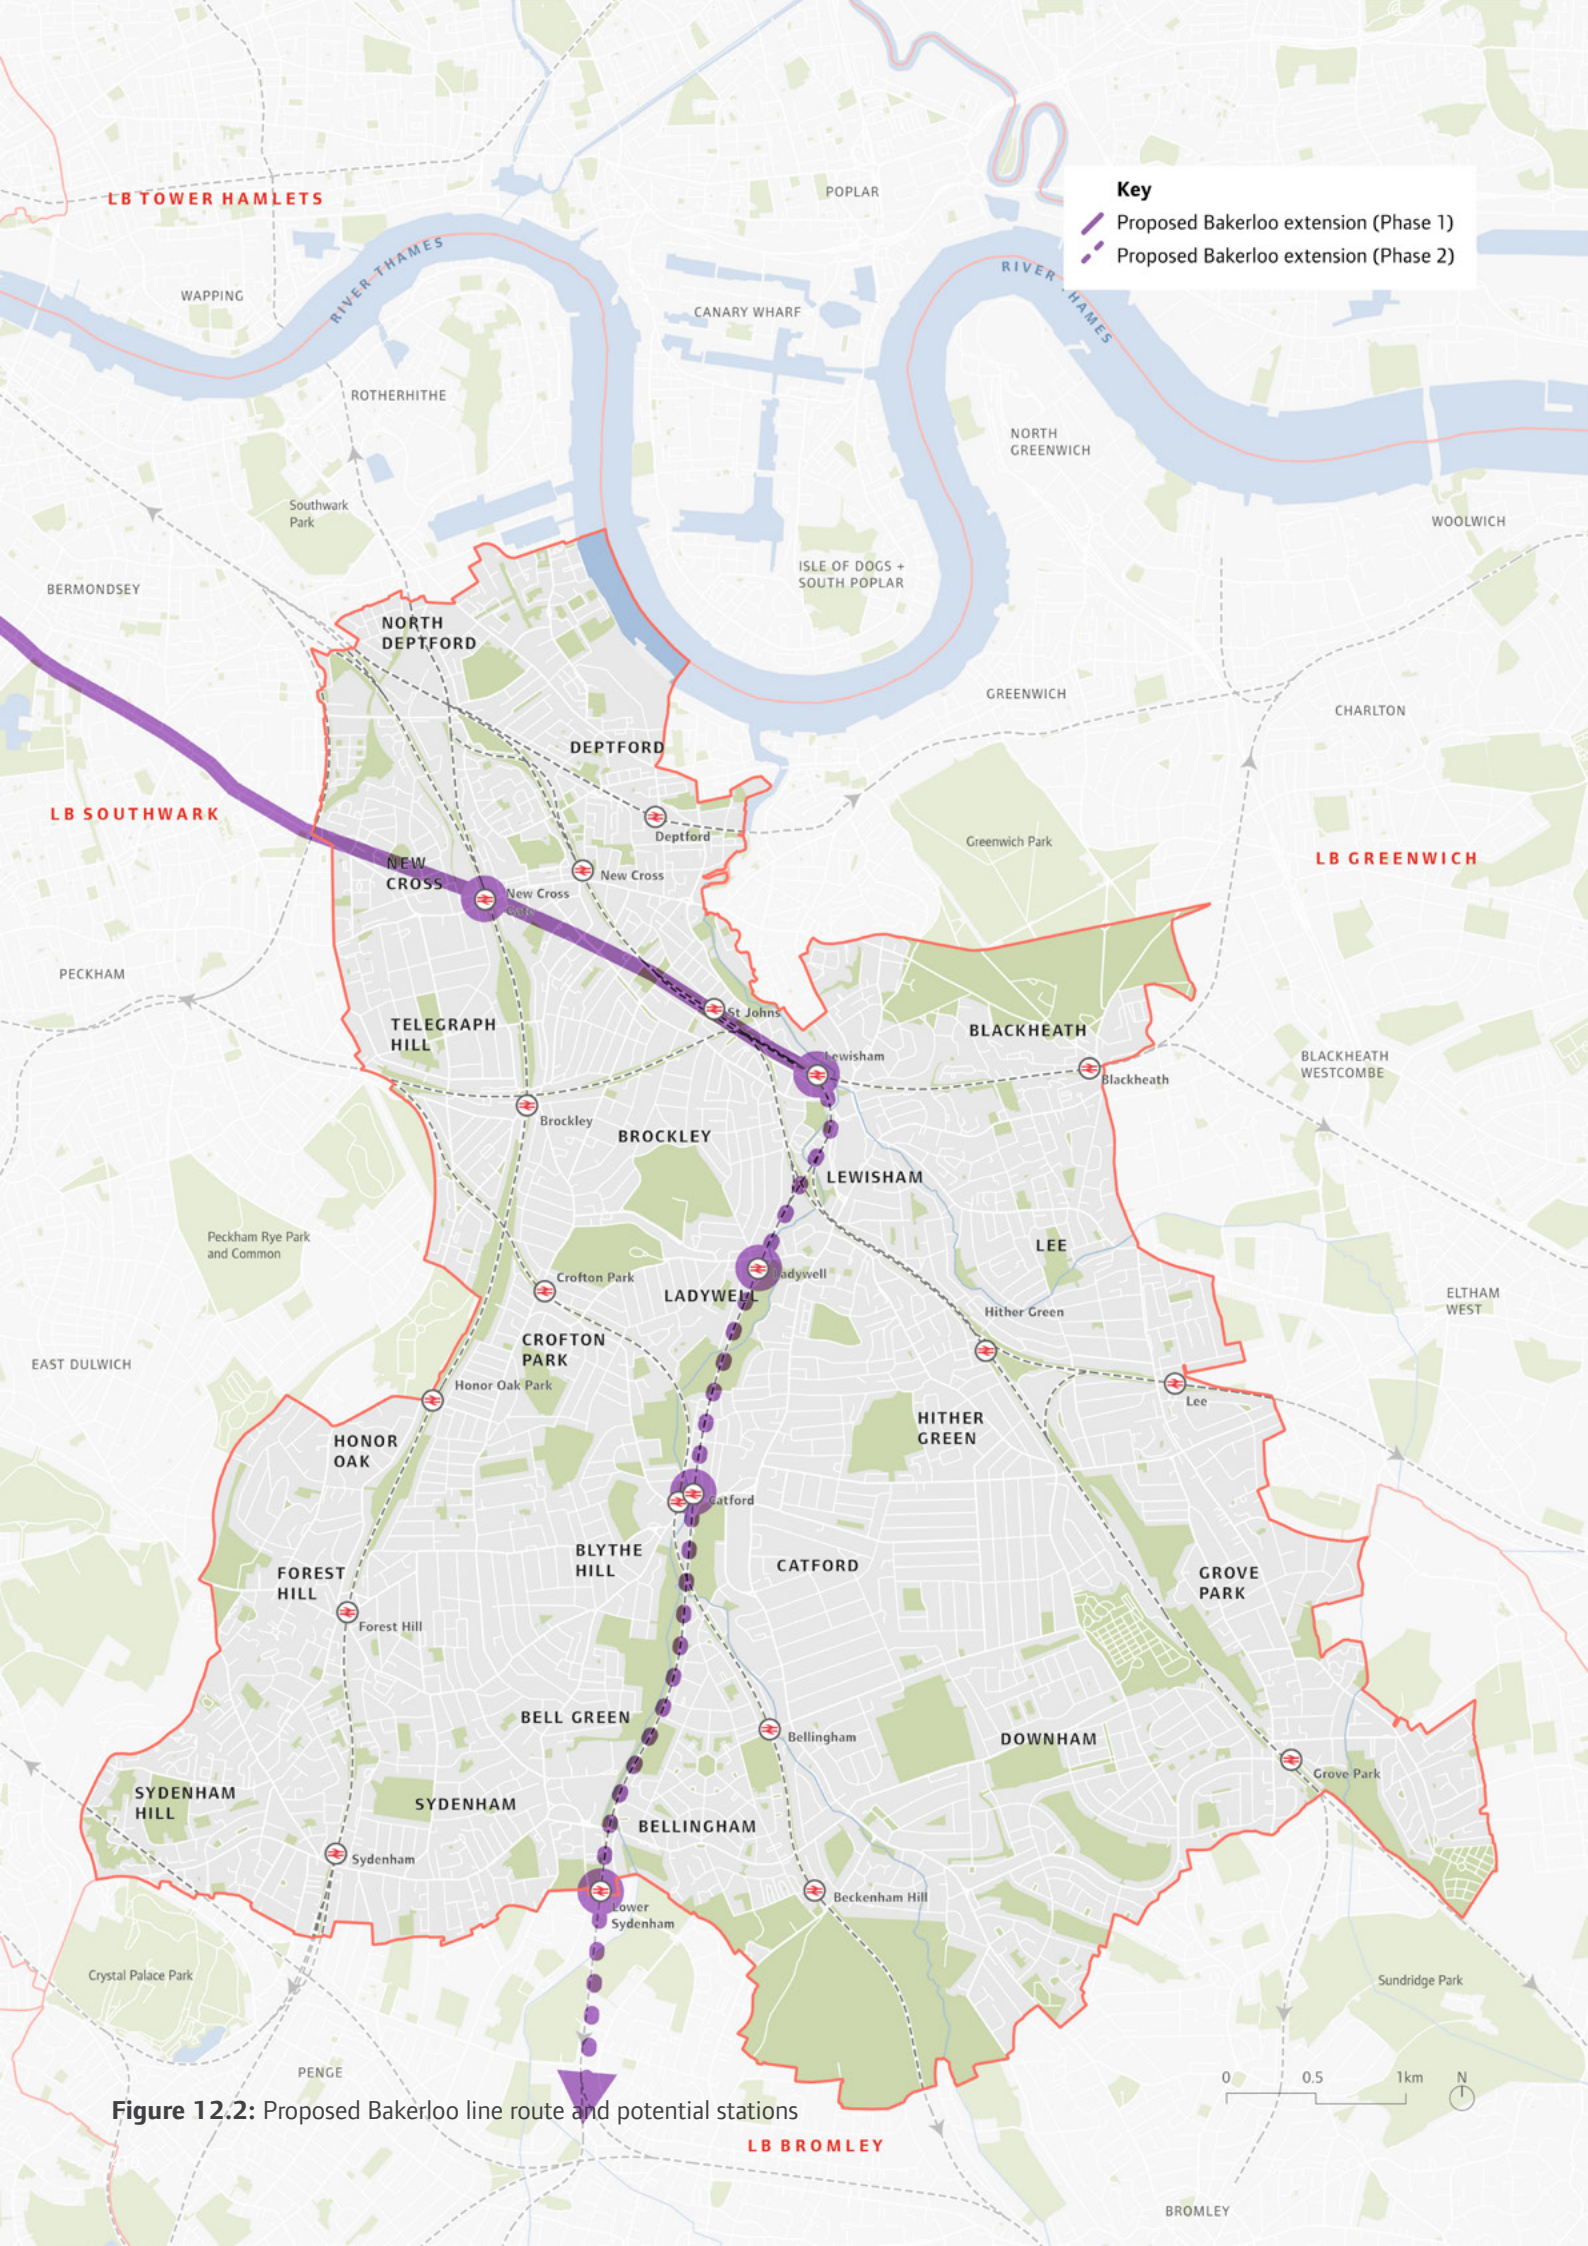 POPLAR
Key
Proposed Bakerloo extension (Phase 1)
Proposed Bakerloo extension (Phase 2)
LB TOWER HAMLETS
RIVER THAMES
RIVER THAMES
WAPPING
CANARY WHARF
ROTHERHITHE
NORTH
GREENWICH
Southwark
Park
WOOLWICH
ISLE OF DOGS +
SOUTH POPLAR
BERMONDSEY
NORTH
DEPTFORD
GREENWICH
CHARLTON
DEPTFORD
LB SOUTHWARK
Deptford
Greenwich Park
LB GREENWICH
NEW
CROSS
New Cross
New Cross
Gate
PECKHAM
St Johns
TELEGRAPH
HILL
BLACKHEATH
Lewisham
BLACKHEATH
WESTCOMBE
Blackheath
Brockley
BROCKLEY
LEWISHAM
Peckham Rye Park
and Common
LEE
Crofton Park
Ladywell
LADYWELL
ELTHAM
WEST
Hither Green
CROFTON
PARK
EAST DULWICH
Honor Oak Park
Lee
HITHER
GREEN
HONOR
OAK
Catford
BLYTHE
HILL
CATFORD
FOREST
HILL
GROVE
PARK
Forest Hill
BELL GREEN
Bellingham
DOWNHAM
Grove Park
SYDENHAM
HILL
SYDENHAM
BELLINGHAM
Sydenham
Beckenham Hill
Lower
Sydenham
Crystal Palace Park
Sundridge Park
PENGE
0 0.5 1km N
Figure 12.2: Proposed Bakerloo line route and potential stations
LB BROMLEY
BROMLEY